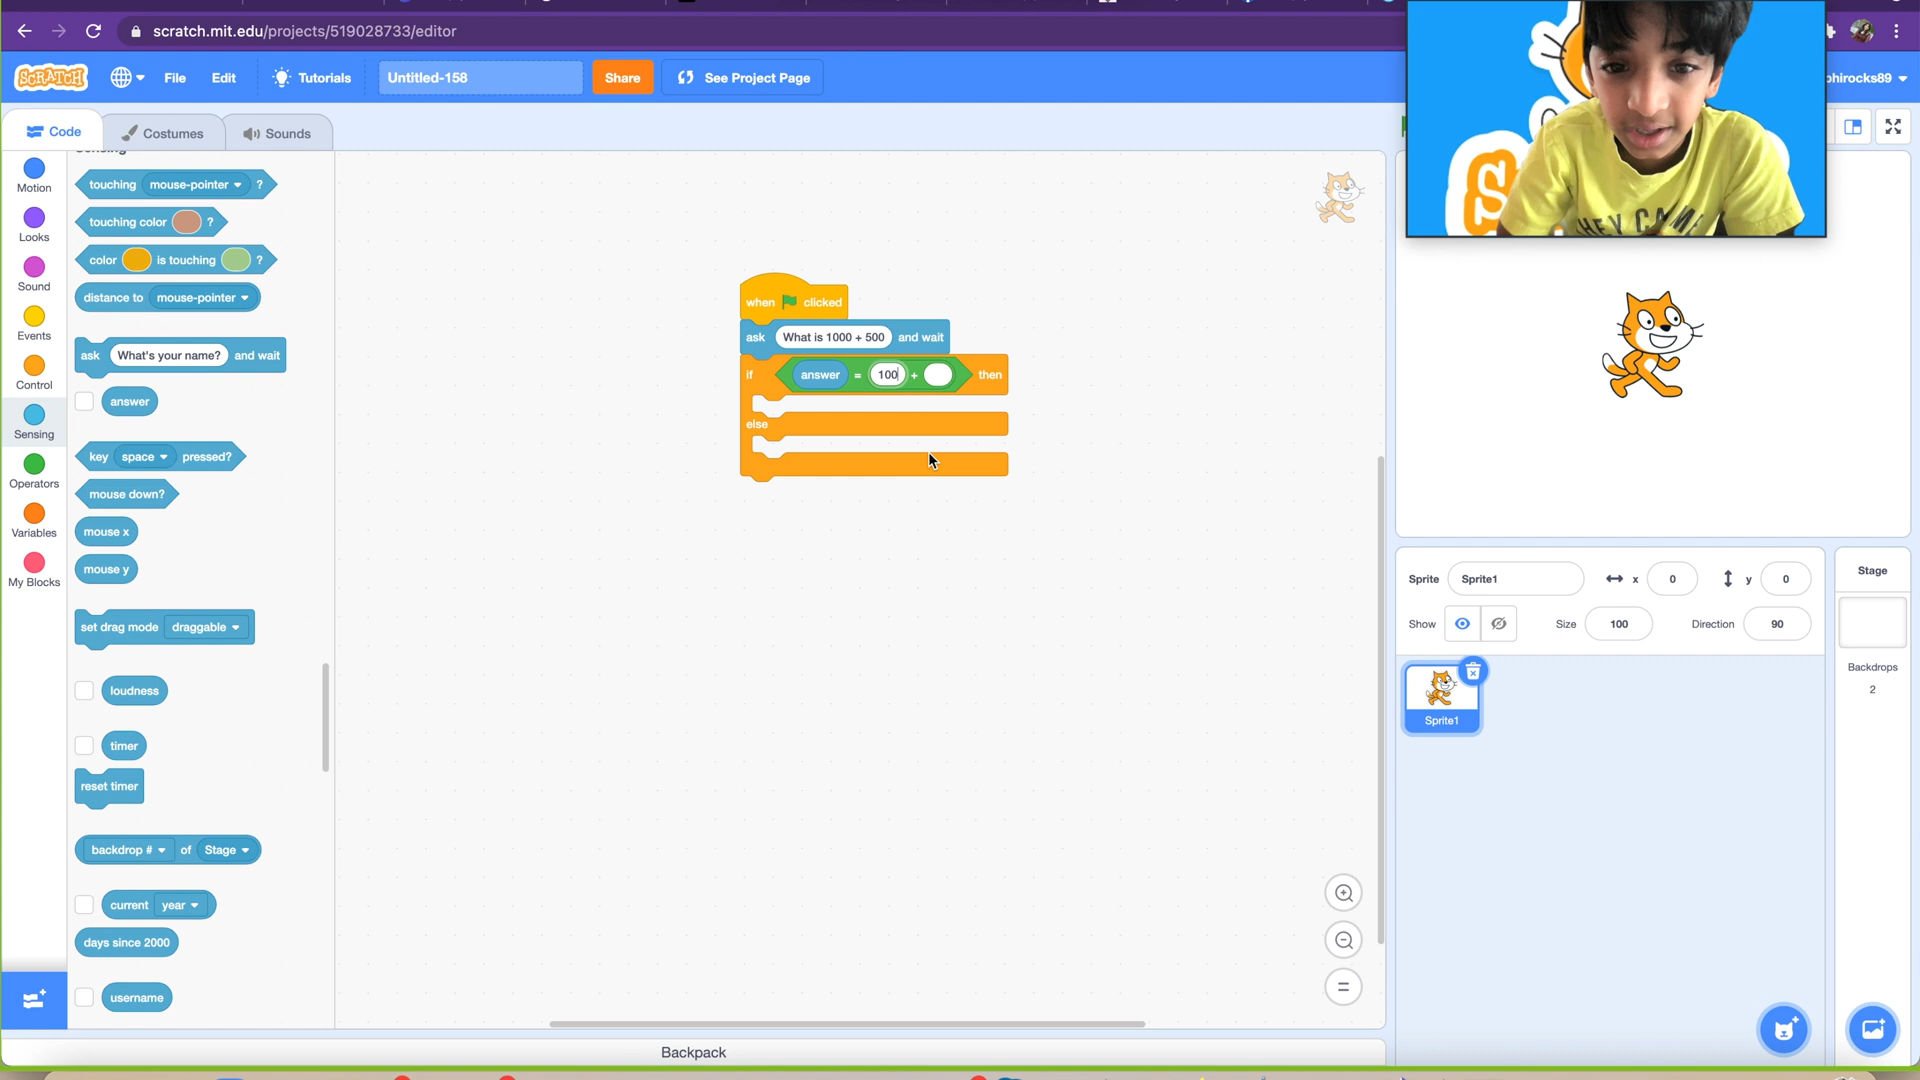 scratch.mit.edu/projects/519028733/editor
SCRATCH
File
Edit
Tutorials
Untitled-158
Share
See Project Page
phirocks89
Code
Costumes
Sounds
Motion
Looks
Sound
Events
Control
Sensing
Operators
Variables
My Blocks
Sensing
touching mouse-pointer ?
touching color ?
color is touching ?
distance to mouse-pointer
ask What's your name? and wait
answer
key space pressed?
mouse down?
mouse x
mouse y
set drag mode draggable
loudness
timer
reset timer
backdrop # of Stage
current year
days since 2000
username
when clicked
ask What is 1000 + 500 and wait
if answer = 100 + then
else
S
HEY CAME
Sprite Sprite1 x 0 y 0
Show Size 100 Direction 90
Sprite1
Stage
Backdrops
2
Backpack